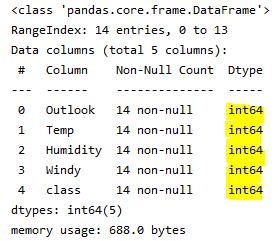 <class 'pandas.core.frame.DataFrame'>
RangeIndex: 14 entries, 0 to 13
Data columns (total 5 columns):
 #   Column    Non-Null Count  Dtype
---  ------    --------------  -----
 0   Outlook   14 non-null     int64
 1   Temp      14 non-null     int64
 2   Humidity  14 non-null     int64
 3   Windy     14 non-null     int64
 4   class     14 non-null     int64
dtypes: int64(5)
memory usage: 688.0 bytes